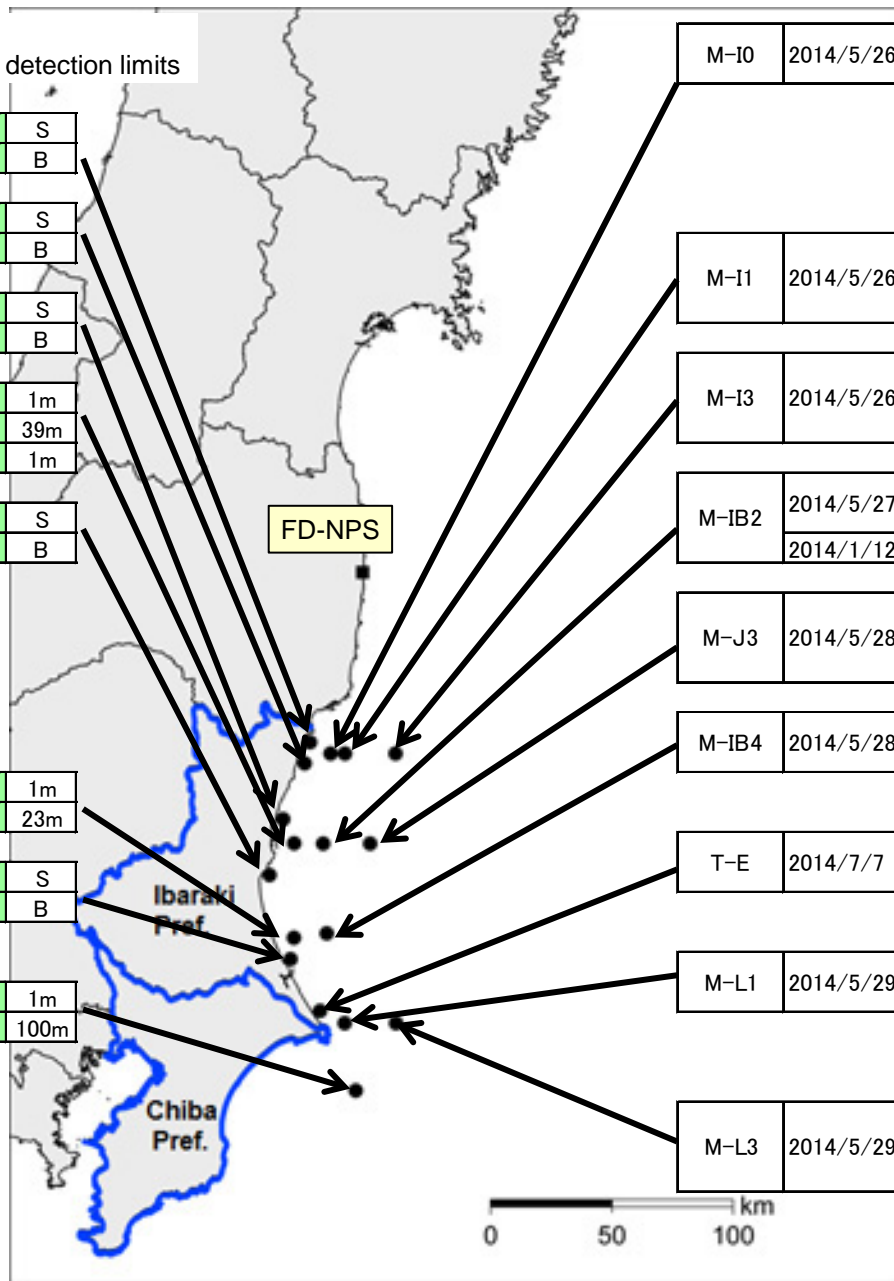 detection limits
S
B
S
B
S
B
1m
39m
1m
S
B
1m
23m
S
B
1m
100m
FD-NPS
Ibaraki
Pref.
Chiba
Pref.
M-I0 2014/5/26
M-I1 2014/5/26
M-I3 2014/5/26
M-IB2 2014/5/27
2014/1/12
M-J3 2014/5/28
M-IB4 2014/5/28
T-E 2014/7/7
M-L1 2014/5/29
M-L3 2014/5/29
km
0 50 100